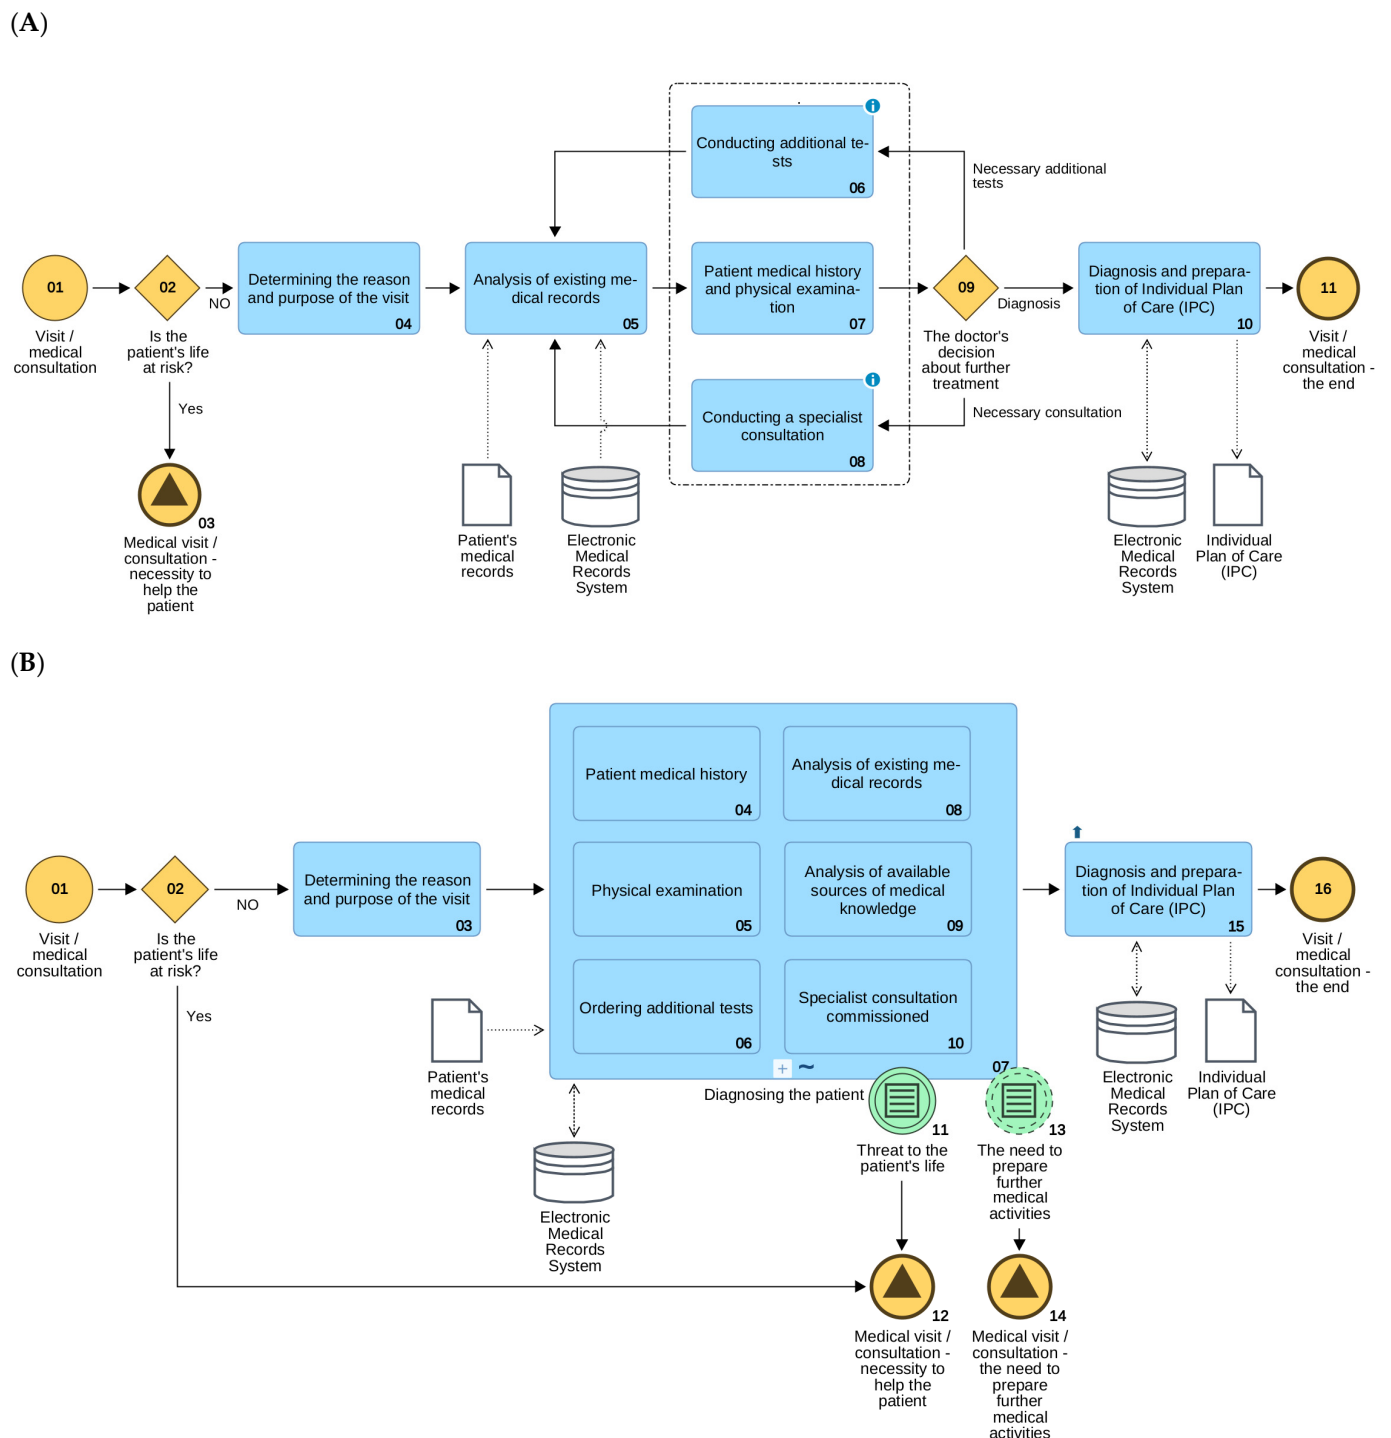 (A)
Conducting additional te-
sts
06
Necessary additional
tests
01
02
NO
Determining the reason
and purpose of the visit
04
Analysis of existing me-
dical records
05
Patient medical history
and physical examina-
tion
07
09
Diagnosis
Diagnosis and prepara-
tion of Individual Plan
of Care (IPC)
10
11
Visit /
medical
consultation
Is the
patient's life
at risk?
The doctor's
decision
about further
treatment
Visit /
medical
consultation -
the end
Yes
Conducting a specialist
consultation
08
Necessary consultation
03
Medical visit /
consultation -
necessity to
help the
patient
Patient's
medical
records
Electronic
Medical
Records
System
Electronic
Medical
Records
System
Individual
Plan of Care
(IPC)
(B)
Patient medical history
04
Analysis of existing me-
dical records
08
01
02
NO
Determining the reason
and purpose of the visit
03
Physical examination
05
Analysis of available
sources of medical
knowledge
09
Diagnosis and prepara-
tion of Individual Plan
of Care (IPC)
15
16
Visit /
medical
consultation
Is the
patient's life
at risk?
Visit /
medical
consultation -
the end
Yes
Ordering additional tests
06
Specialist consultation
commissioned
10
07
Patient's
medical
records
Diagnosing the patient
11
13
Threat to the
patient's life
The need to
prepare
further
medical
activities
Electronic
Medical
Records
System
Individual
Plan of Care
(IPC)
Electronic
Medical
Records
System
12
14
Medical visit /
consultation -
necessity to
help the
patient
Medical visit /
consultation -
the need to
prepare
further
medical
activities